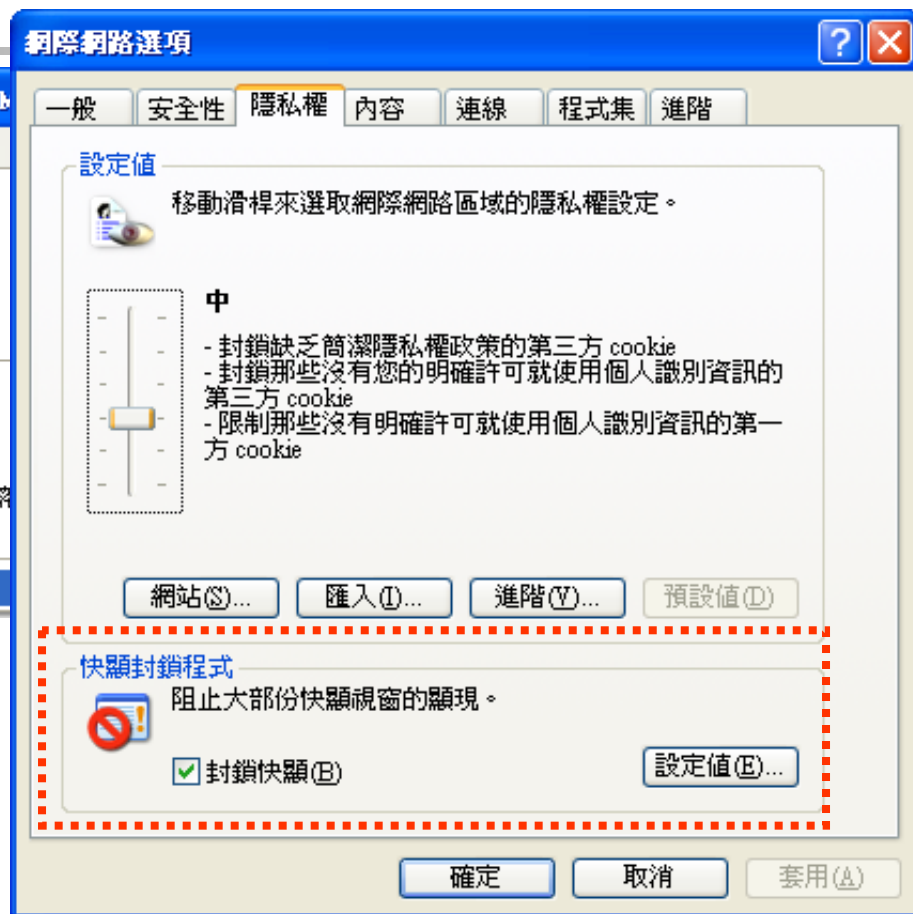 網際網路選項
一般 安全性 隱私權 內容 連線 程式集 進階
設定值
移動滑桿來選取網際網路區域的隱私權設定。
中
- 封鎖缺乏簡潔隱私權政策的第三方 cookie
- 封鎖那些沒有您的明確許可就使用個人識別資訊的
第三方 cookie
- 限制那些沒有明確許可就使用個人識別資訊的第一
方 cookie
網站(S)... 匯入(I)... 進階(V)... 預設值(D)
快顯封鎖程式
阻止大部份快顯視窗的顯現。
封鎖快顯(B)
設定值(E)...
確定 取消 套用(A)